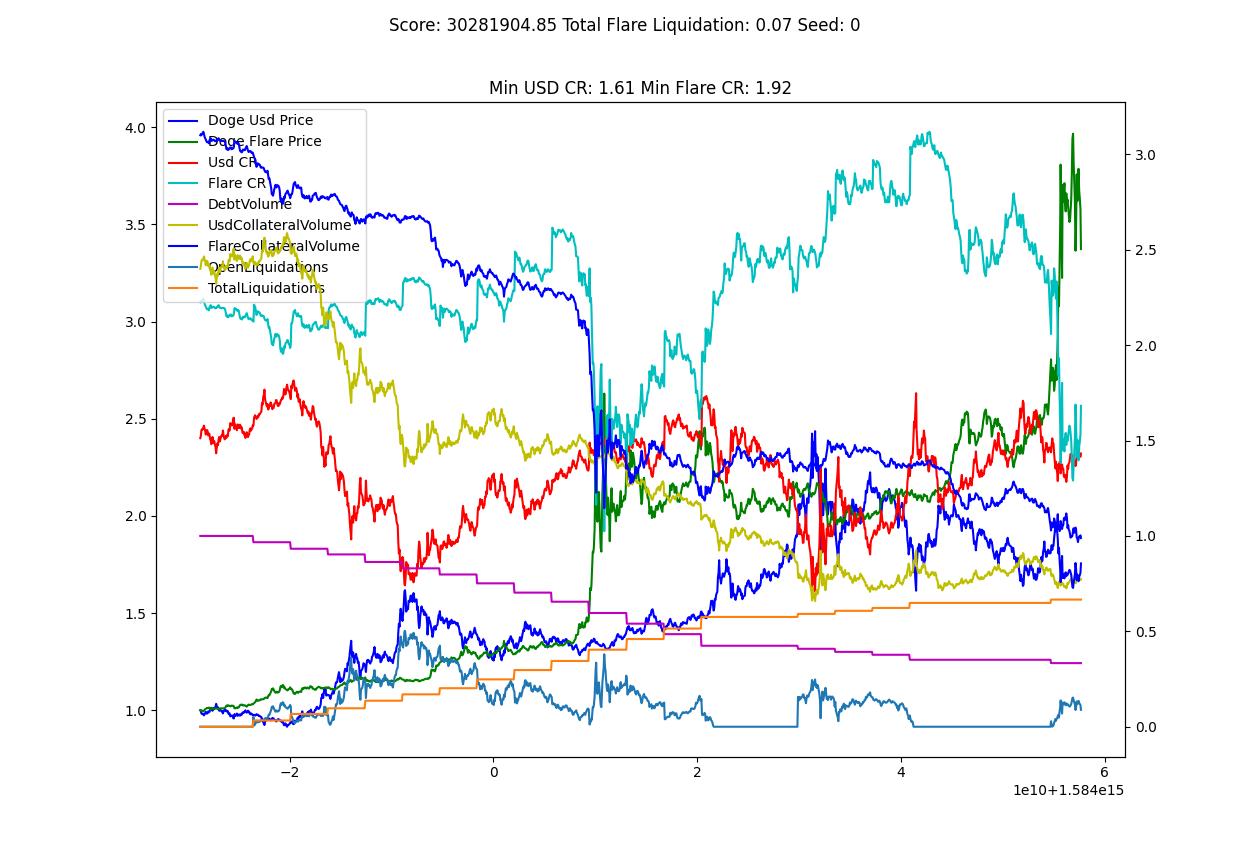 Score: 30281904.85 Total Flare Liquidation: 0.07 Seed: 0
Min USD CR: 1.61 Min Flare CR: 1.92
Doge Usd Price
Doge Flare Price
Usd CR
Flare CR
DebtVolume
UsdCollateralVolume
FlareCollateralVolume
OpenLiquidations
TotalLiquidations
4.0
3.5
3.0
2.5
2.0
1.5
1.0
3.0
2.5
2.0
1.5
1.0
0.5
0.0
−2
0
2
4
6
1e10+1.584e15